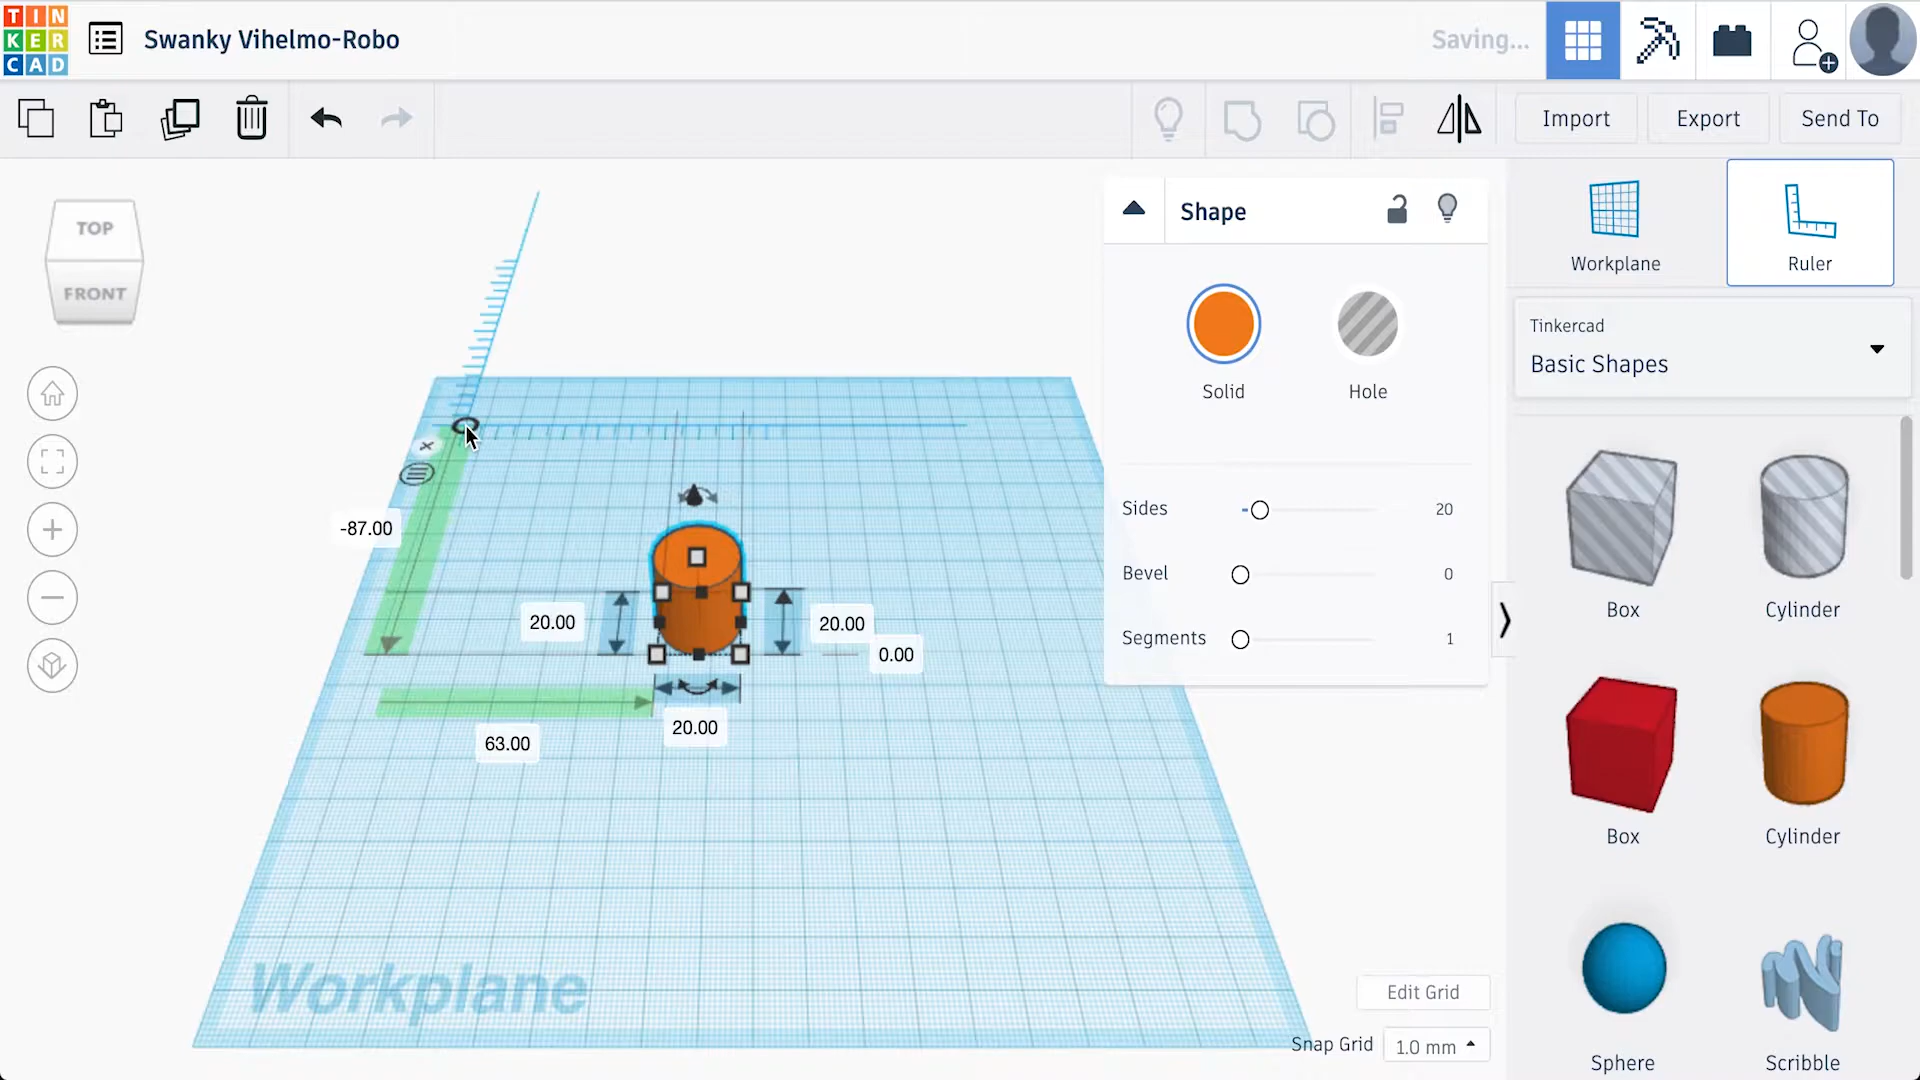 TIN
KER
CAD
Swanky Vihelmo-Robo
Saving...
Import
Export
Send To
TOP
FRONT
Shape
Solid
Hole
Sides
20
Bevel
0
Segments
1
Workplane
Ruler
Tinkercad
Basic Shapes
Box
Cylinder
Box
Cylinder
Sphere
Scribble
-87.00
20.00
20.00
0.00
20.00
63.00
Workplane
Edit Grid
Snap Grid
1.0 mm